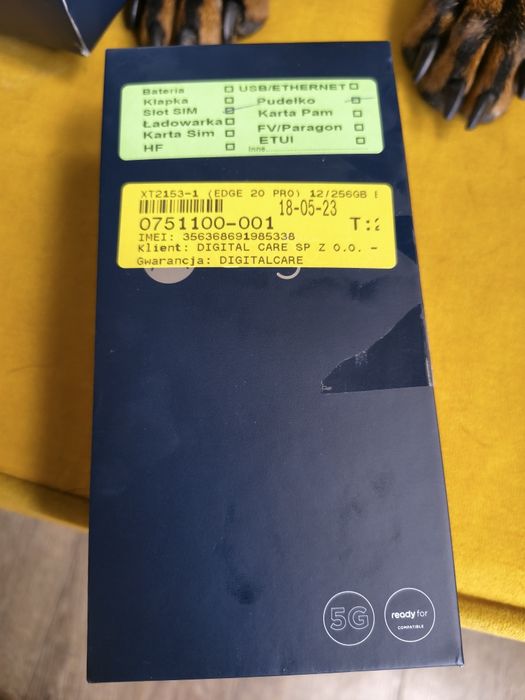 Bateria USB/ETHERNET
Klapka Pudełko
Slot SIM Karta Pam
Ładowarka FV/Paragon
Karta Sim ETUI
HF Inne
XT2153-1 (EDGE 20 PRO) 12/256GB
18-05-23
0751100-001 T:2
IMEI: 356368691985338
Klient: DIGITAL CARE SP Z O.O. -
Gwarancja: DIGITALCARE
5G
ready for
COMPATIBLE